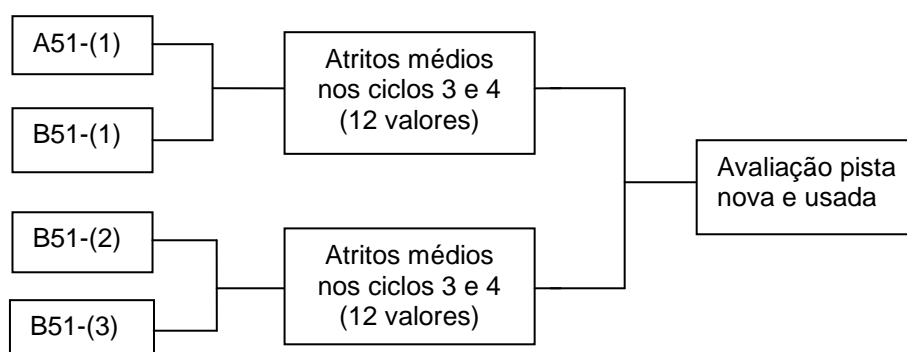 A51-(1)
B51-(1)
Atritos médios
nos ciclos 3 e 4
(12 valores)
B51-(2)
B51-(3)
Atritos médios
nos ciclos 3 e 4
(12 valores)
Avaliação pista
nova e usada